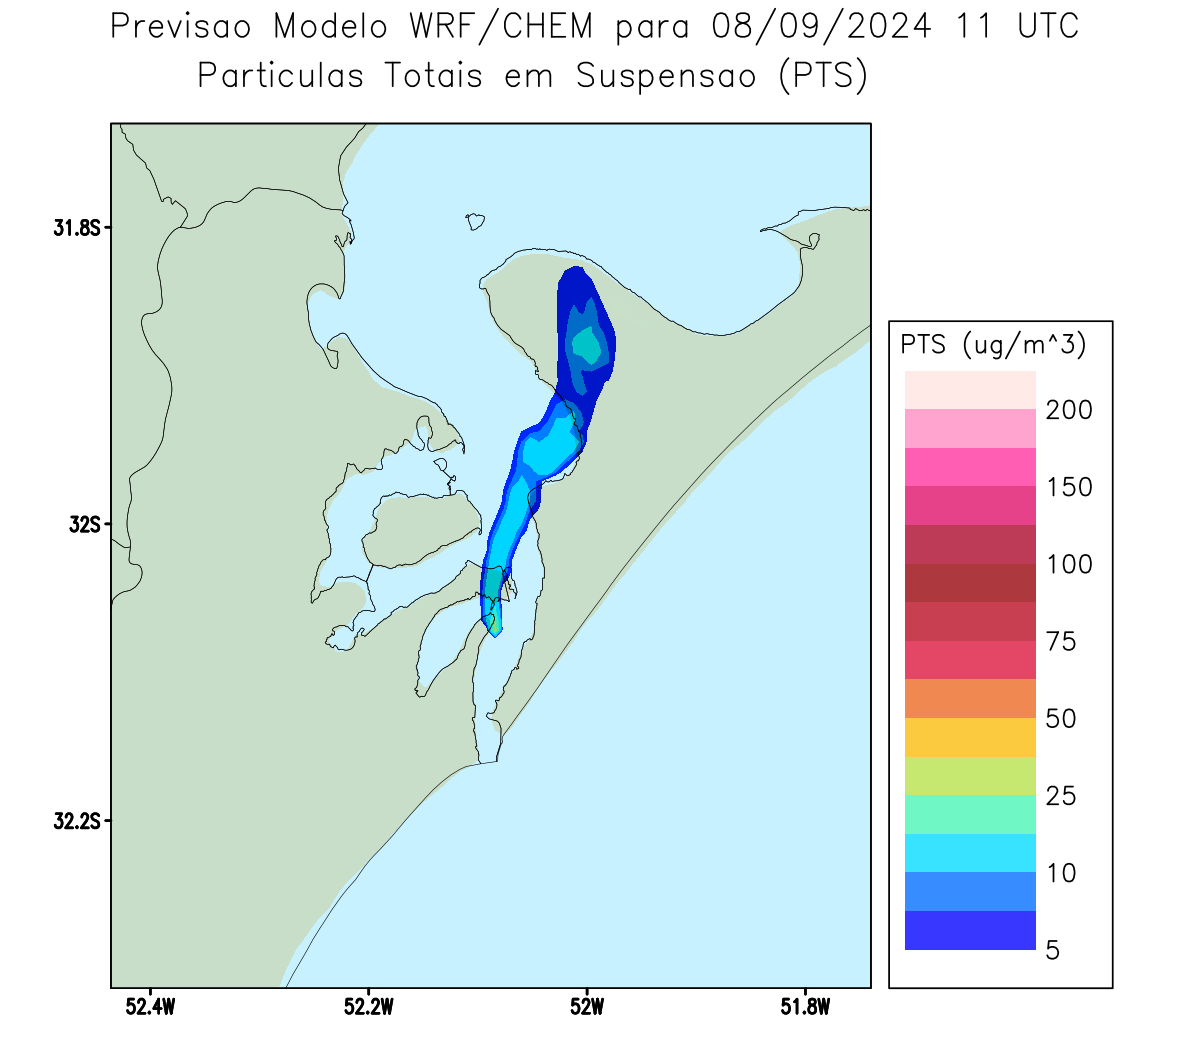 Previsao Modelo WRF/CHEM para 08/09/2024 11 UTC
Particulas Totais em Suspensao (PTS)
31.8S
32S
32.2S
52.4W
52.2W
52W
51.8W
PTS (ug/m^3)
200
150
100
75
50
25
10
5